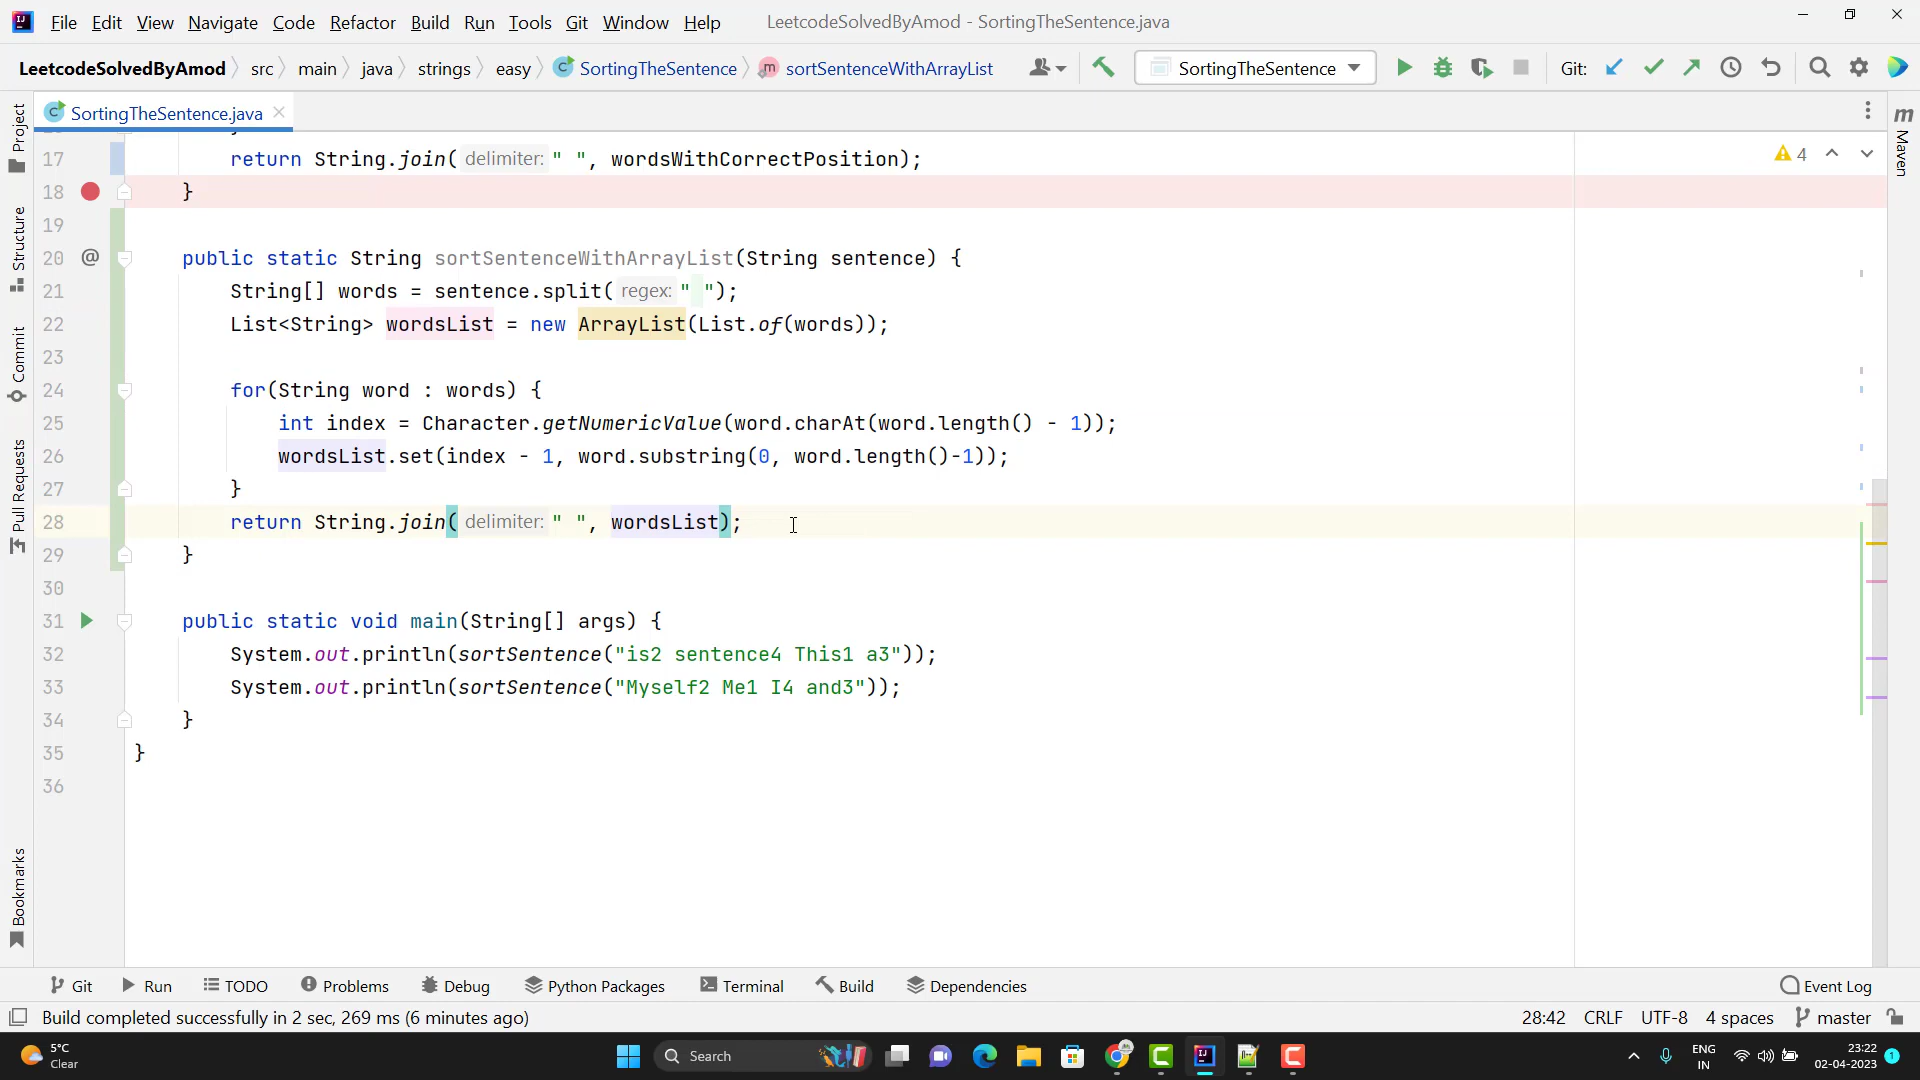 File Edit View Navigate Code Refactor Build Run Tools Git Window Help LeetcodeSolvedByAmod - SortingTheSentence.java
LeetcodeSolvedByAmod src main java strings easy SortingTheSentence sortSentenceWithArrayList SortingTheSentence Git:
SortingTheSentence.java
Project
Structure
Commit
Pull Requests
Bookmarks
Maven
4
17 return String.join( delimiter: " ", wordsWithCorrectPosition);
18 }
19
20 @ public static String sortSentenceWithArrayList(String sentence) {
21 String[] words = sentence.split( regex: " ");
22 List<String> wordsList = new ArrayList(List.of(words));
23
24 for(String word : words) {
25 int index = Character.getNumericValue(word.charAt(word.length() - 1));
26 wordsList.set(index - 1, word.substring(0, word.length()-1));
27 }
28 return String.join( delimiter: " ", wordsList);
29 }
30
31 public static void main(String[] args) {
32 System.out.println(sortSentence("is2 sentence4 This1 a3"));
33 System.out.println(sortSentence("Myself2 Me1 I4 and3"));
34 }
35 }
36
Git Run TODO Problems Debug Python Packages Terminal Build Dependencies Event Log
Build completed successfully in 2 sec, 269 ms (6 minutes ago) 28:42 CRLF UTF-8 4 spaces master
5°C
Clear
Search
ENG
IN
23:22
02-04-2023
1